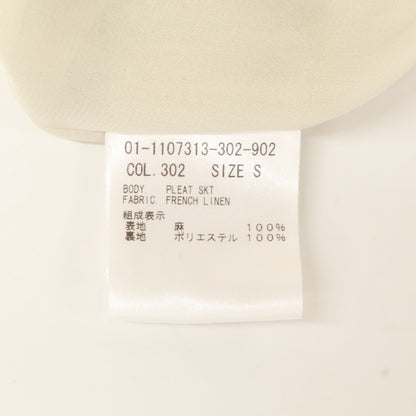 01-1107313-302-902
COL.302 SIZE S
BODY. PLEAT SKT
FABRIC. FRENCH LINEN
組成表示
表地 麻 100%
裏地 ポリエステル 100%